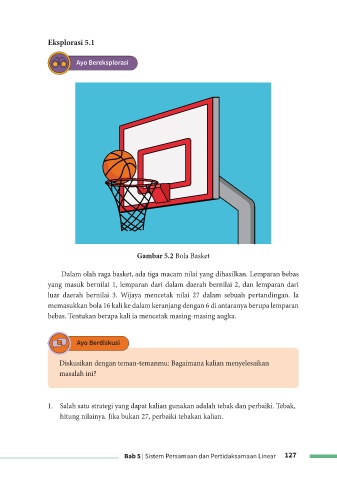 Eksplorasi 5.1
Ayo Bereksplorasi
Gambar 5.2 Bola Basket
Dalam olah raga basket, ada tiga macam nilai yang dihasilkan. Lemparan bebas
yang masuk bernilai 1, lemparan dari dalam daerah bernilai 2, dan lemparan dari
luar daerah bernilai 3. Wijaya mencetak nilai 27 dalam sebuah pertandingan. Ia
memasukkan bola 16 kali ke dalam keranjang dengan 6 di antaranya berupa lemparan
bebas. Tentukan berapa kali ia mencetak masing-masing angka.
Ayo Berdiskusi
Diskusikan dengan teman-temanmu: Bagaimana kalian menyelesaikan
masalah ini?
1. Salah satu strategi yang dapat kalian gunakan adalah tebak dan perbaiki. Tebak,
hitung nilainya. Jika bukan 27, perbaiki tebakan kalian.
Bab 5 | Sistem Persamaan dan Pertidaksamaan Linear 127